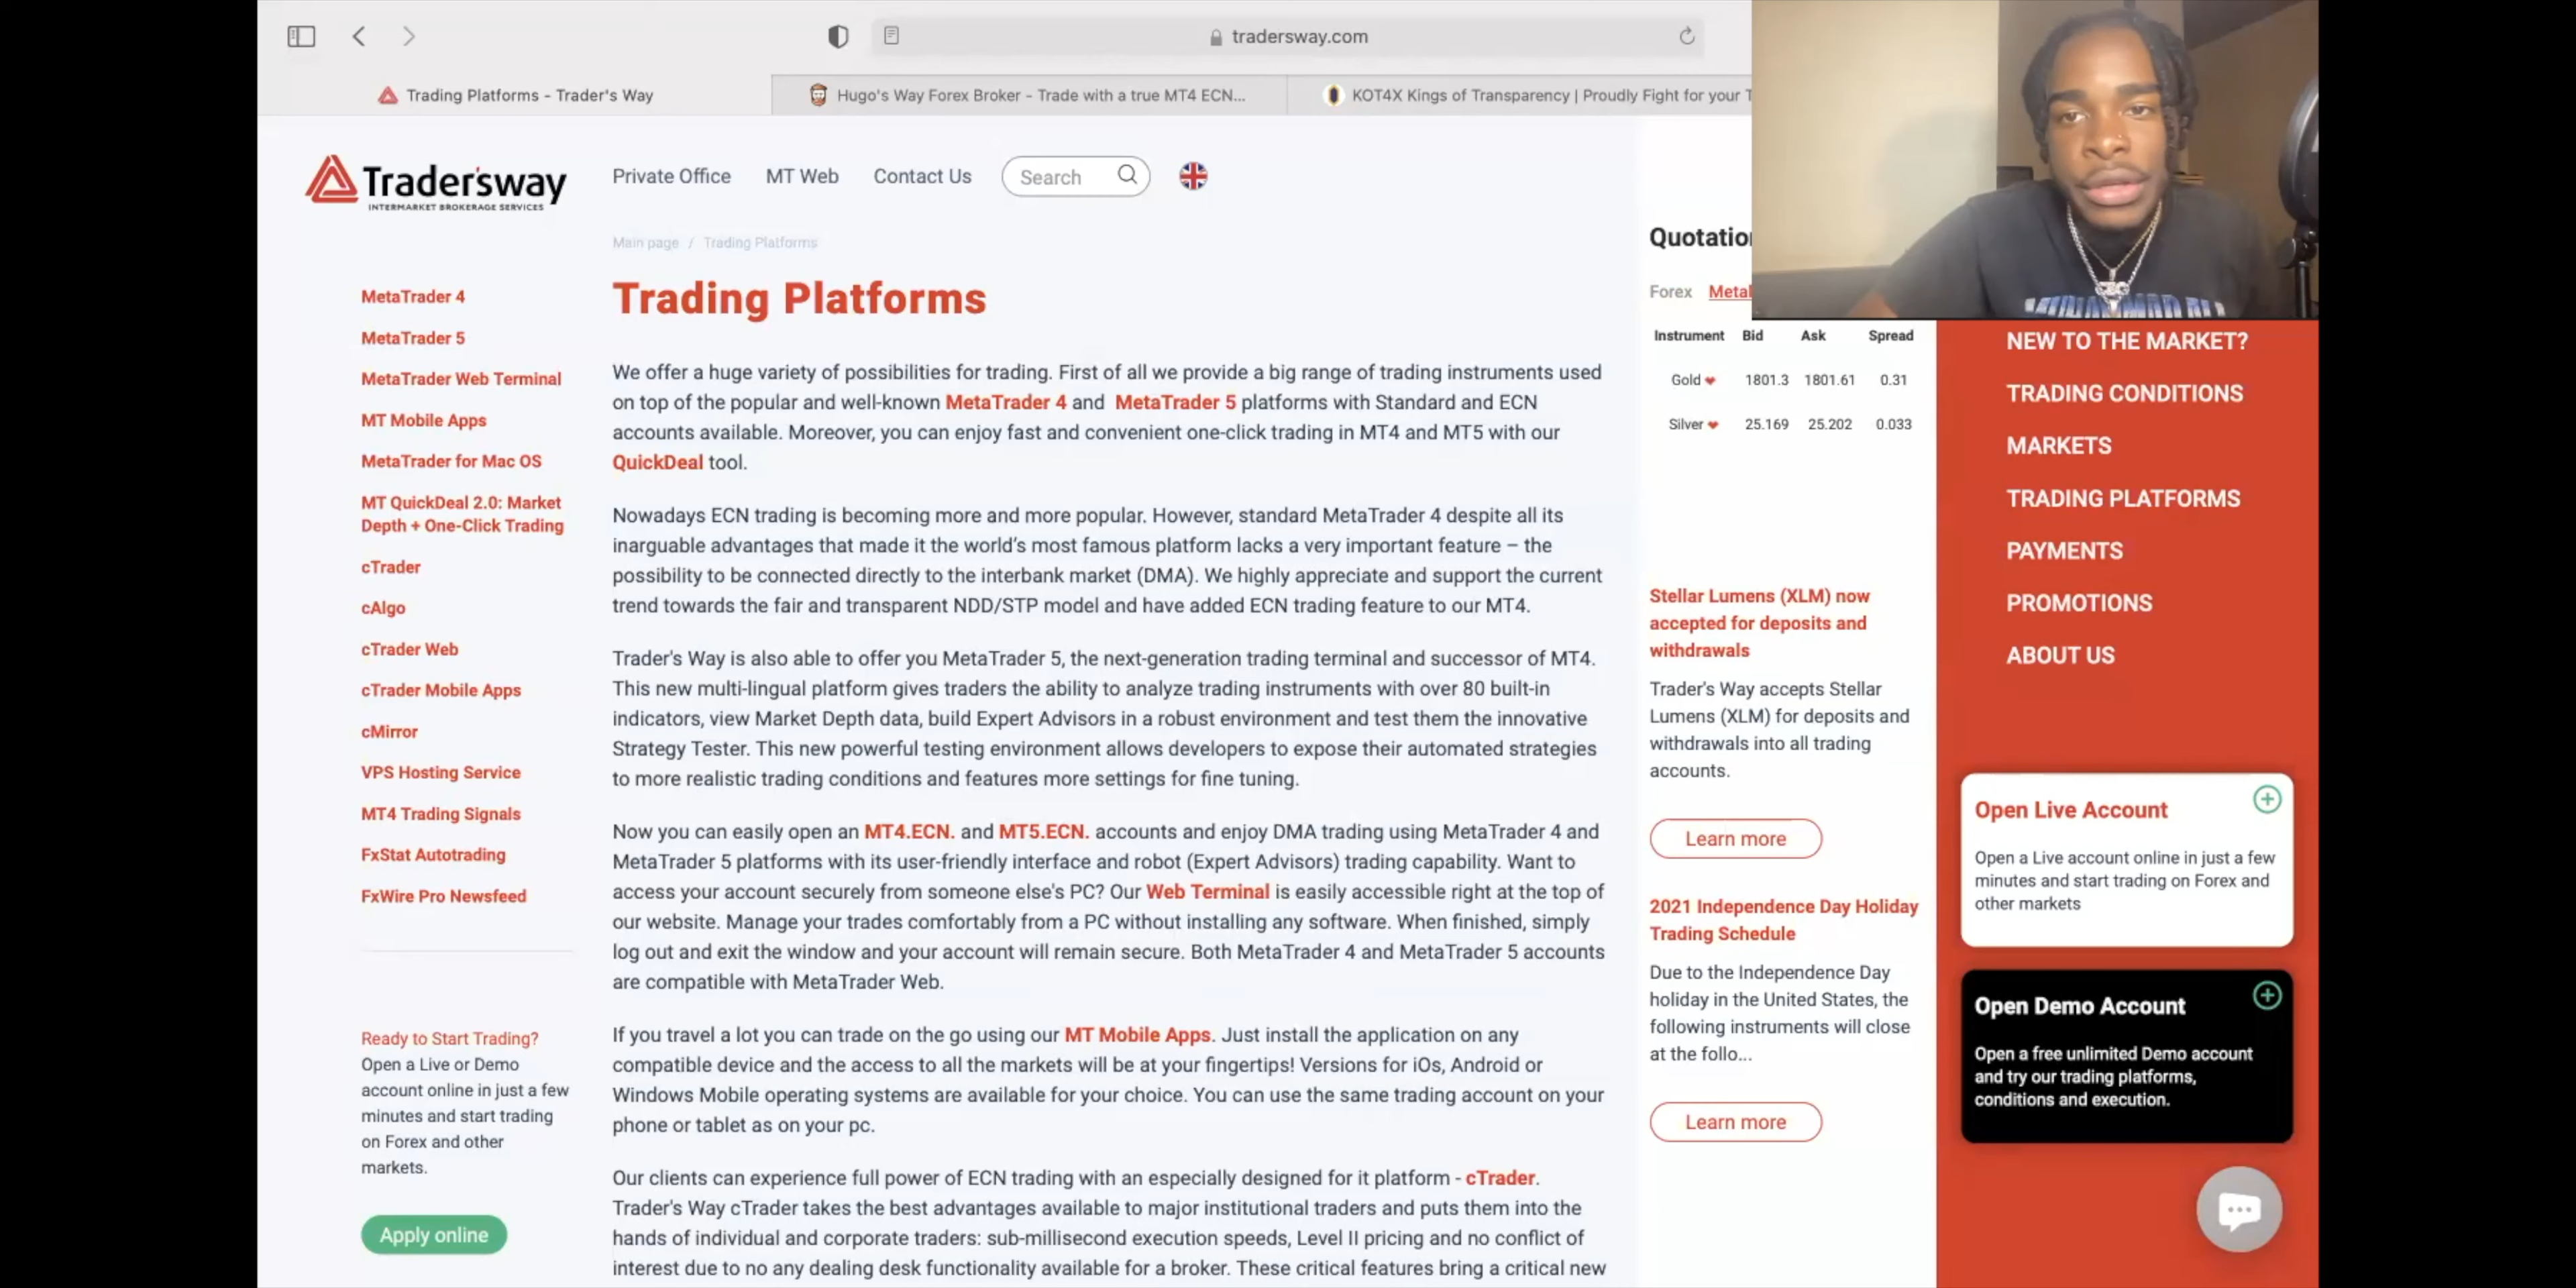 tradersway.com
Trading Platforms - Trader's Way
Hugo's Way Forex Broker - Trade with a true MT4 ECN...
KOT4X Kings of Transparency | Proudly Fight for your T
Trader'sway
INTERMARKET BROKERAGE SERVICES
Private Office
MT Web
Contact Us
Search
Main page / Trading Platforms
MetaTrader 4
MetaTrader 5
MetaTrader Web Terminal
MT Mobile Apps
MetaTrader for Mac OS
MT QuickDeal 2.0: Market
Depth + One-Click Trading
cTrader
cAlgo
cTrader Web
cTrader Mobile Apps
cMirror
VPS Hosting Service
MT4 Trading Signals
FxStat Autotrading
FxWire Pro Newsfeed
Ready to Start Trading?
Open a Live or Demo
account online in just a few
minutes and start trading
on Forex and other
markets.
Apply online
Trading Platforms
We offer a huge variety of possibilities for trading. First of all we provide a big range of trading instruments used
on top of the popular and well-known MetaTrader 4 and MetaTrader 5 platforms with Standard and ECN
accounts available. Moreover, you can enjoy fast and convenient one-click trading in MT4 and MT5 with our
QuickDeal tool.
Nowadays ECN trading is becoming more and more popular. However, standard MetaTrader 4 despite all its
inarguable advantages that made it the world's most famous platform lacks a very important feature – the
possibility to be connected directly to the interbank market (DMA). We highly appreciate and support the current
trend towards the fair and transparent NDD/STP model and have added ECN trading feature to our MT4.
Trader's Way is also able to offer you MetaTrader 5, the next-generation trading terminal and successor of MT4.
This new multi-lingual platform gives traders the ability to analyze trading instruments with over 80 built-in
indicators, view Market Depth data, build Expert Advisors in a robust environment and test them the innovative
Strategy Tester. This new powerful testing environment allows developers to expose their automated strategies
to more realistic trading conditions and features more settings for fine tuning.
Now you can easily open an MT4.ECN. and MT5.ECN. accounts and enjoy DMA trading using MetaTrader 4 and
MetaTrader 5 platforms with its user-friendly interface and robot (Expert Advisors) trading capability. Want to
access your account securely from someone else's PC? Our Web Terminal is easily accessible right at the top of
our website. Manage your trades comfortably from a PC without installing any software. When finished, simply
log out and exit the window and your account will remain secure. Both MetaTrader 4 and MetaTrader 5 accounts
are compatible with MetaTrader Web.
If you travel a lot you can trade on the go using our MT Mobile Apps. Just install the application on any
compatible device and the access to all the markets will be at your fingertips! Versions for iOs, Android or
Windows Mobile operating systems are available for your choice. You can use the same trading account on your
phone or tablet as on your pc.
Our clients can experience full power of ECN trading with an especially designed for it platform - cTrader.
Trader's Way cTrader takes the best advantages available to major institutional traders and puts them into the
hands of individual and corporate traders: sub-millisecond execution speeds, Level II pricing and no conflict of
interest due to no any dealing desk functionality available for a broker. These critical features bring a critical new
Quotatio
Forex Metal
Instrument Bid Ask Spread
Gold 1801.3 1801.61 0.31
Silver 25.169 25.202 0.033
Stellar Lumens (XLM) now
accepted for deposits and
withdrawals
Trader's Way accepts Stellar
Lumens (XLM) for deposits and
withdrawals into all trading
accounts.
Learn more
2021 Independence Day Holiday
Trading Schedule
Due to the Independence Day
holiday in the United States, the
following instruments will close
at the follo...
Learn more
NEW TO THE MARKET?
TRADING CONDITIONS
MARKETS
TRADING PLATFORMS
PAYMENTS
PROMOTIONS
ABOUT US
Open Live Account
Open a Live account online in just a few
minutes and start trading on Forex and
other markets
Open Demo Account
Open a free unlimited Demo account
and try our trading platforms,
conditions and execution.